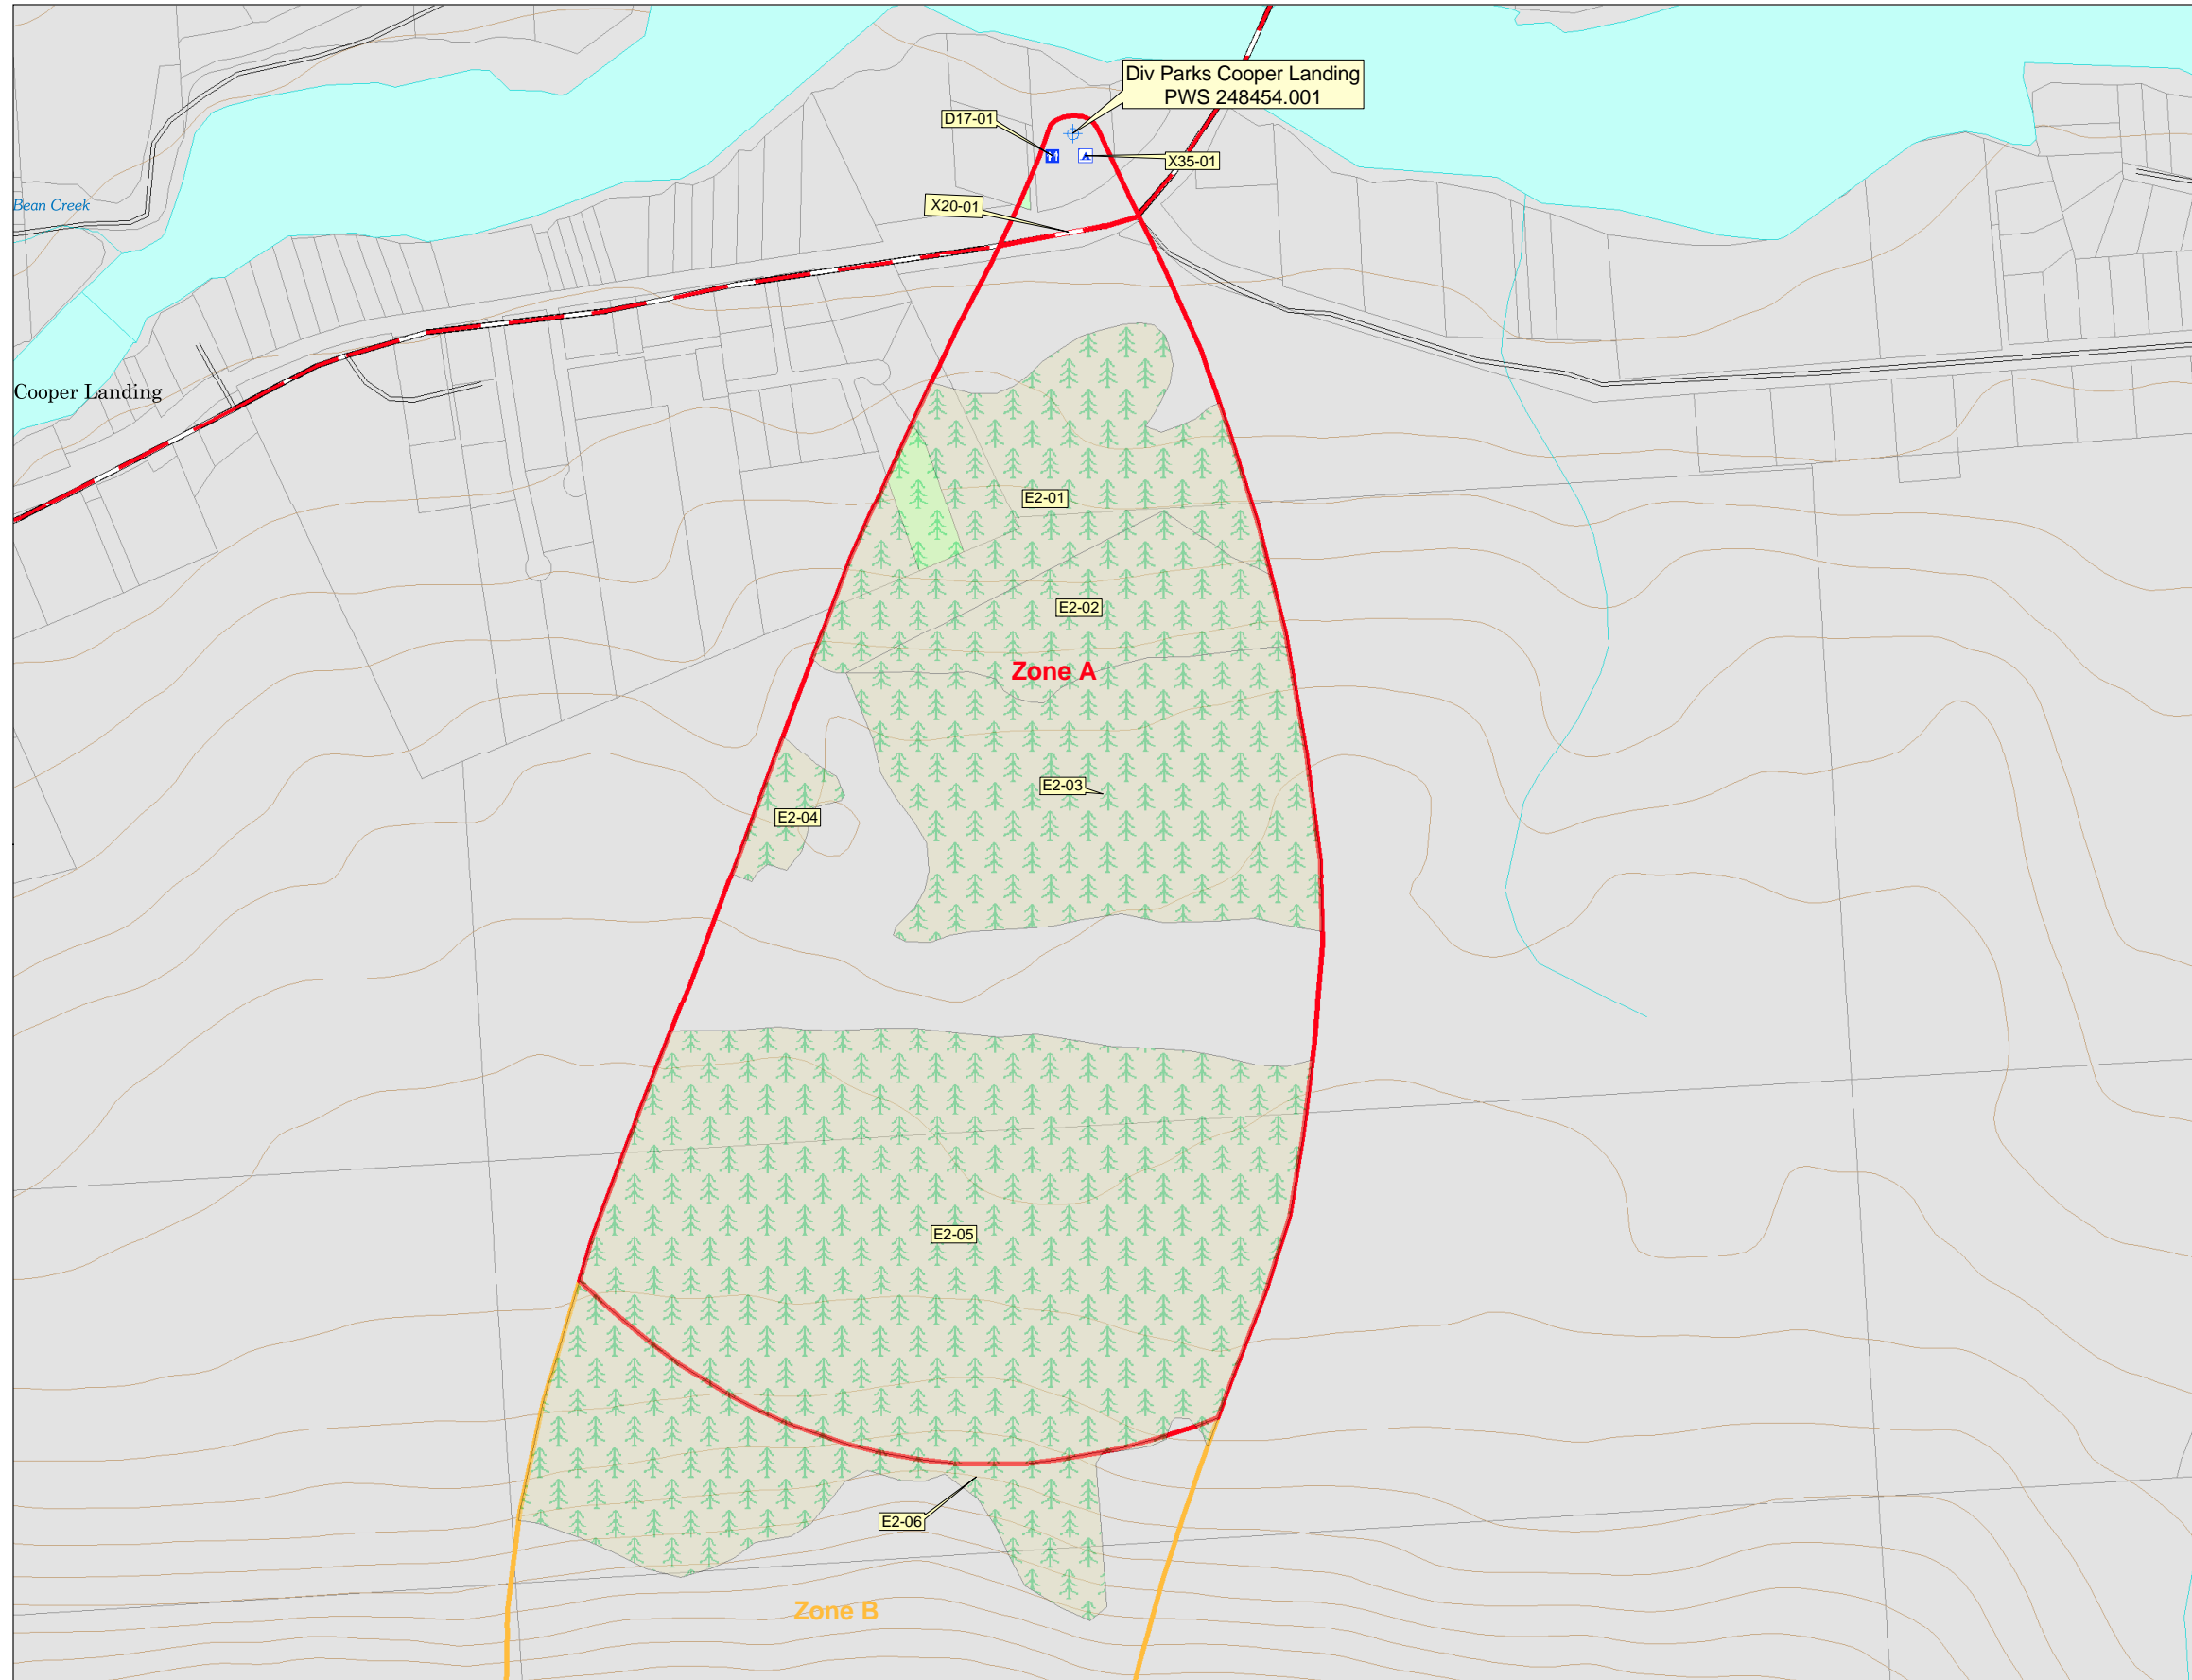 Div Parks Cooper Landing
PWS 248454.001
D17-01
X35-01
X20-01
Bean Creek
Cooper Landing
E2-01
E2-02
Zone A
E2-03
E2-04
E2-05
E2-06
Zone B